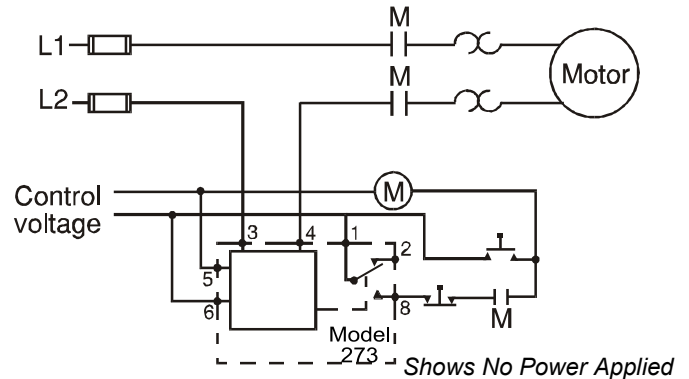 M
L1
M
Motor
L2
Control
voltage
M
3
4
1
2
5
6
8
M
Model
273
Shows No Power Applied